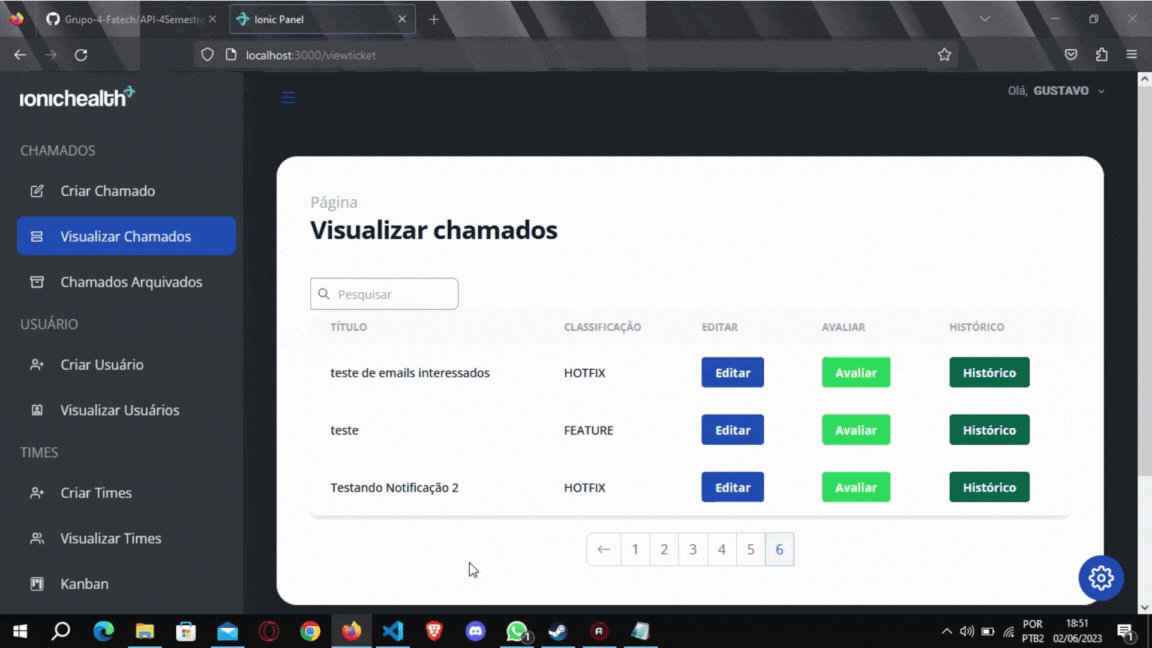 Grupo-4-Fatech/API-4Semestre
Ionic Panel
localhost:3000/viewticket
ionichealth
Olá, GUSTAVO
CHAMADOS
Criar Chamado
Visualizar Chamados
Chamados Arquivados
USUÁRIO
Criar Usuário
Visualizar Usuários
TIMES
Criar Times
Visualizar Times
Kanban
Página
Visualizar chamados
Pesquisar
TÍTULO CLASSIFICAÇÃO EDITAR AVALIAR HISTÓRICO
teste de emails interessados HOTFIX Editar Avaliar Histórico
teste FEATURE Editar Avaliar Histórico
Testando Notificação 2 HOTFIX Editar Avaliar Histórico
← 1 2 3 4 5 6
POR
PTB2
18:51
02/06/2023
1
1